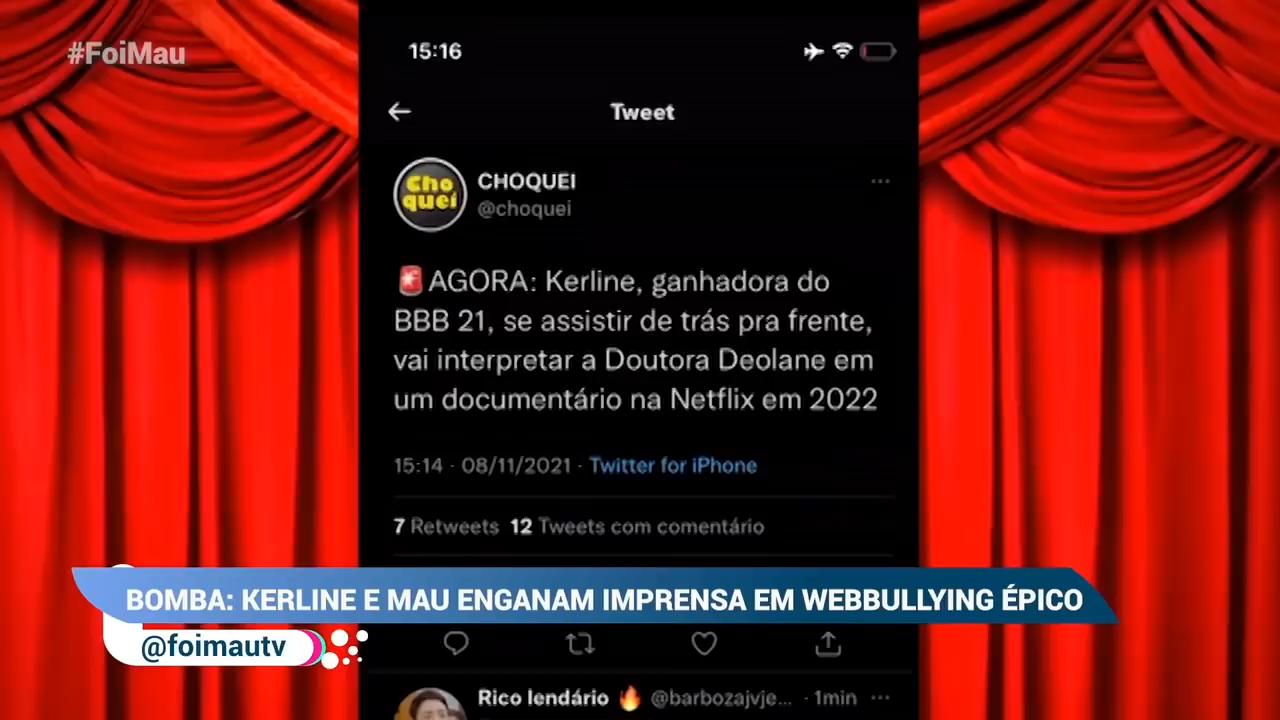 #FoiMau
15:16
Tweet
Cho
quei
CHOQUEI
@choquei
🚨AGORA: Kerline, ganhadora do
BBB 21, se assistir de trás pra frente,
vai interpretar a Doutora Deolane em
um documentário na Netflix em 2022
15:14 · 08/11/2021 · Twitter for iPhone
7 Retweets 12 Tweets com comentário
BOMBA: KERLINE E MAU ENGANAM IMPRENSA EM WEBBULLYING ÉPICO
@foimautv
Rico lendário 🔥 @barbozajvje... · 1min